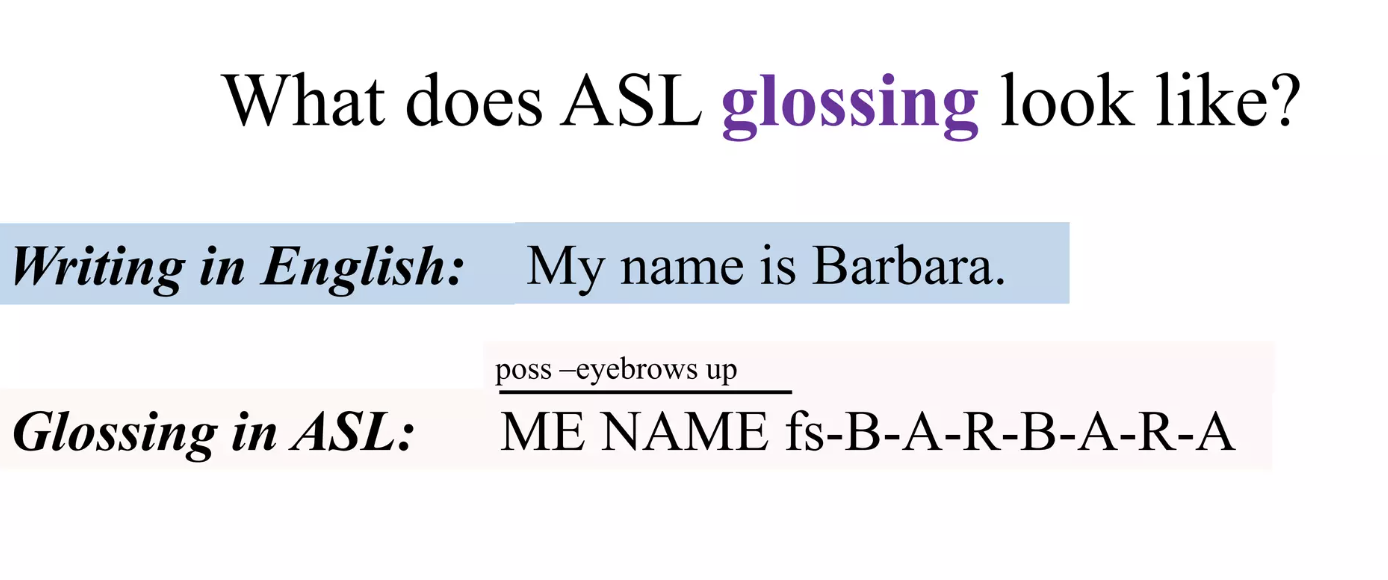 What does ASL glossing look like?
Writing in English: My name is Barbara.
poss –eyebrows up
Glossing in ASL: ME NAME fs-B-A-R-B-A-R-A